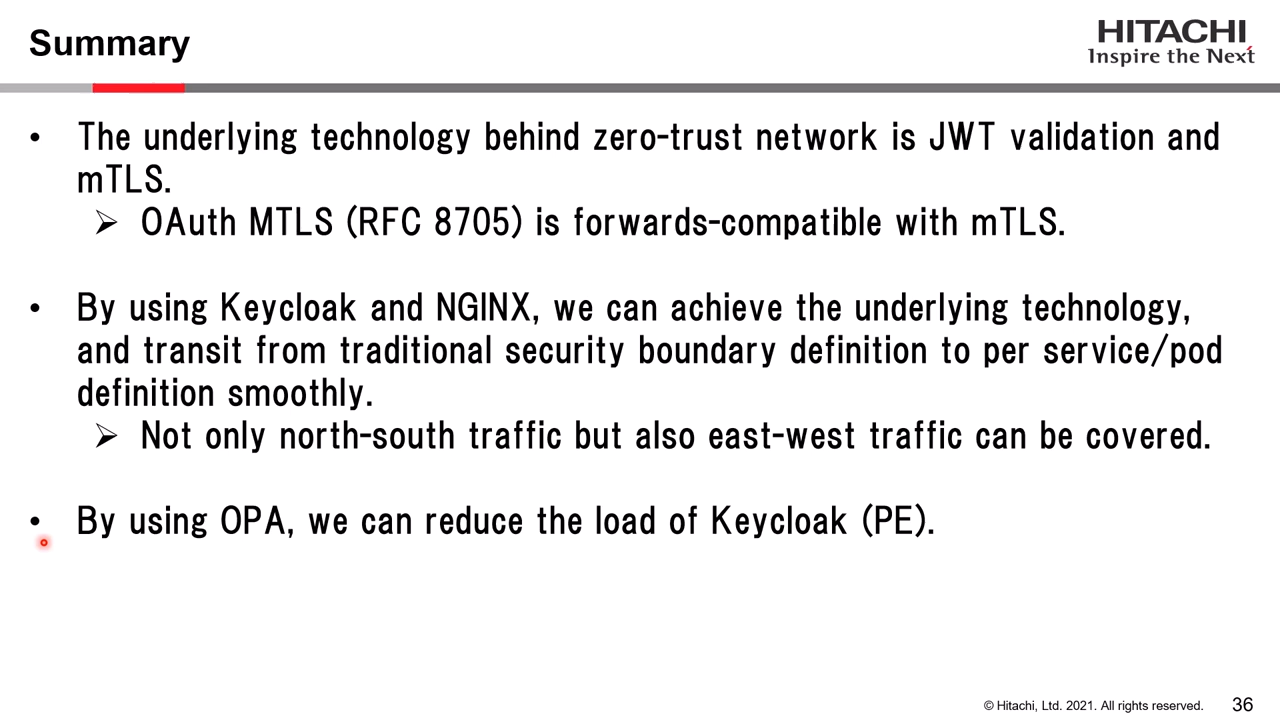 Summary
HITACHI
Inspire the Next
• The underlying technology behind zero-trust network is JWT validation and
mTLS.
➢ OAuth MTLS (RFC 8705) is forwards-compatible with mTLS.
• By using Keycloak and NGINX, we can achieve the underlying technology,
and transit from traditional security boundary definition to per service/pod
definition smoothly.
➢ Not only north-south traffic but also east-west traffic can be covered.
• By using OPA, we can reduce the load of Keycloak (PE).
© Hitachi, Ltd. 2021. All rights reserved. 36